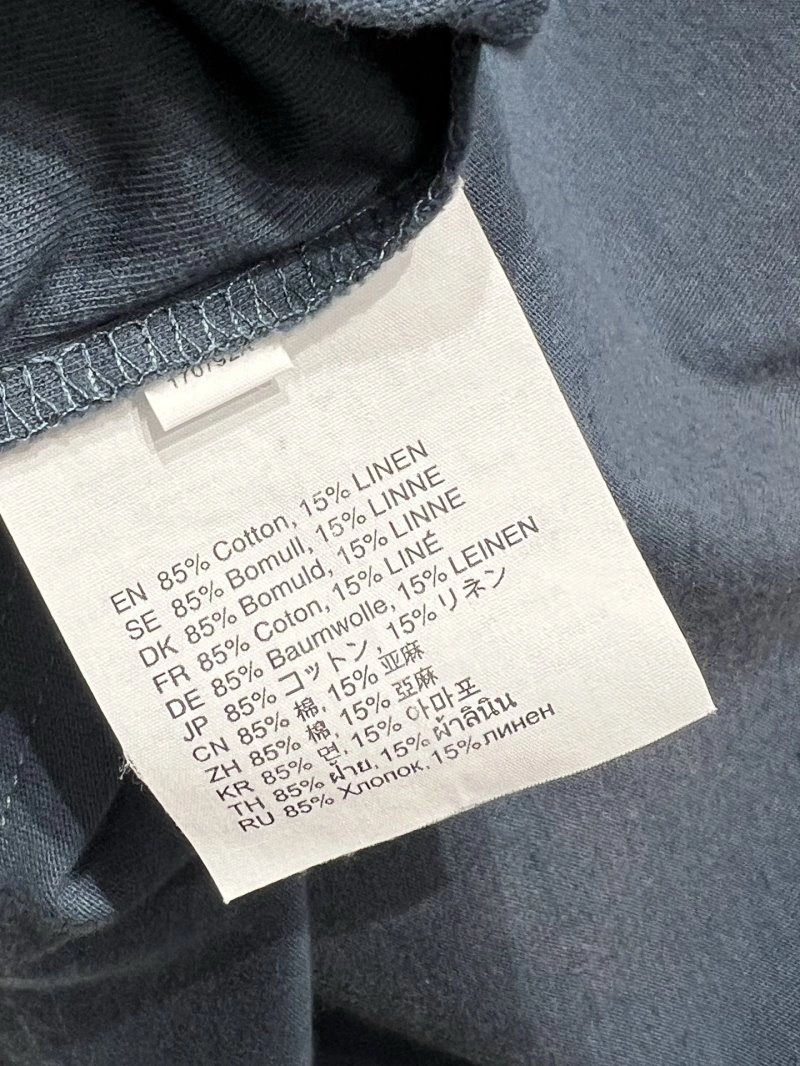 EN 85% Cotton, 15% LINEN
SE 85% Bomull, 15% LINNE
DK 85% Bomuld, 15% LINNE
FR 85% Coton, 15% LINÉ
DE 85% Baumwolle, 15% LEINEN
JP 85% コットン, 15%リネン
CN 85% 棉, 15% 亚麻
ZH 85% 棉, 15% 亞麻
KR 85% 면, 15% 아마포
TH 85% ฝ้าย, 15% ผ้าลินิน
RU 85% Хлопок, 15% линен